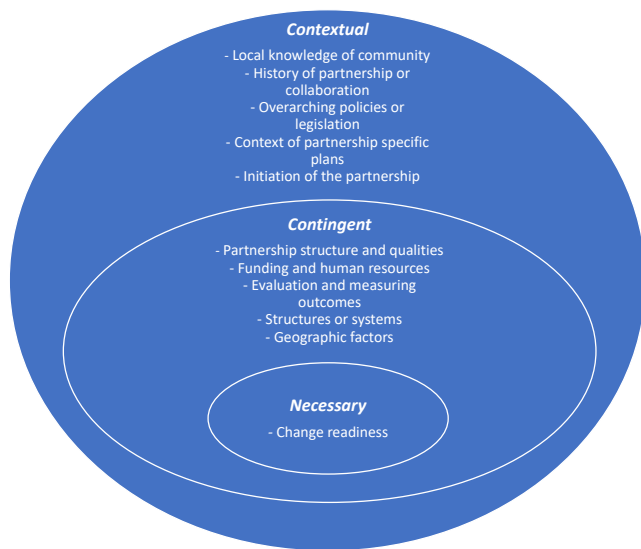 Contextual
- Local knowledge of community
- History of partnership or
collaboration
- Overarching policies or
legislation
- Context of partnership specific
plans
- Initiation of the partnership
Contingent
- Partnership structure and qualities
- Funding and human resources
- Evaluation and measuring
outcomes
- Structures or systems
- Geographic factors
Necessary
- Change readiness